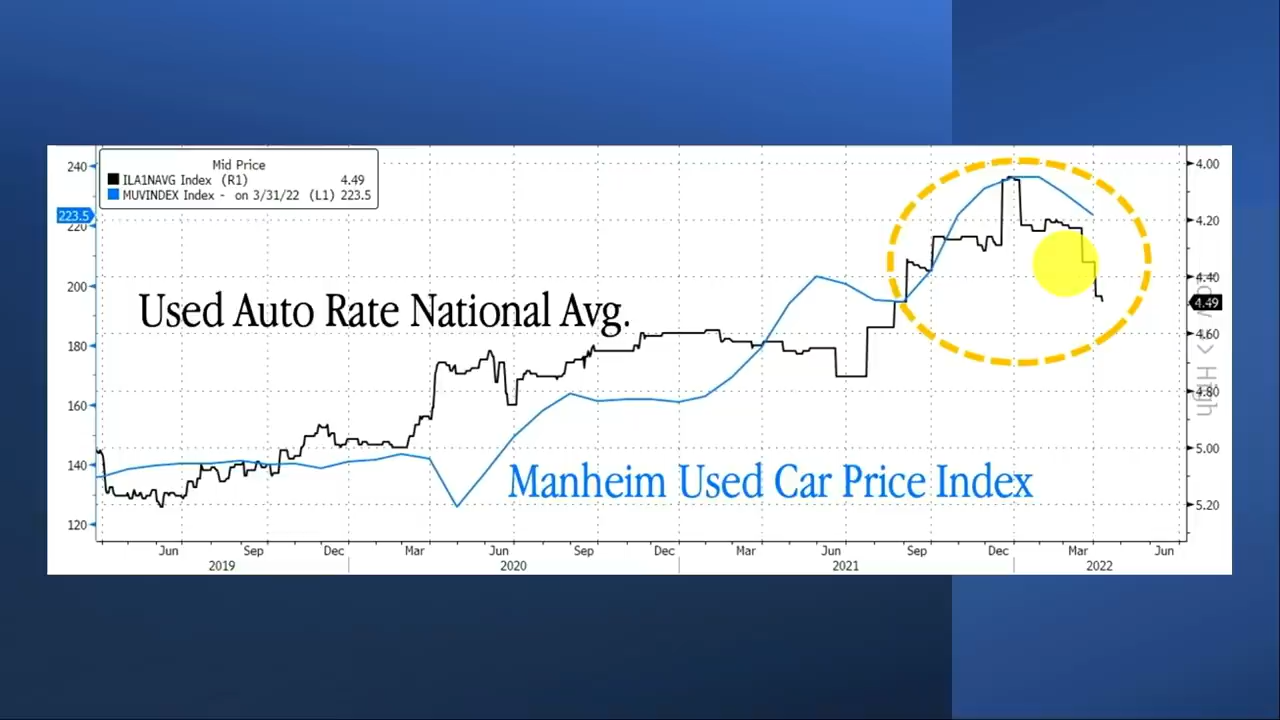 Mid Price
ILA1NAVG Index (R1) 4.49
MUVINDEX Index - on 3/31/22 (L1) 223.5
240
223.5
220
200
180
160
140
120
4.00
4.20
4.40
4.49
4.60
4.80
5.00
5.20
Low < > High
Used Auto Rate National Avg.
Manheim Used Car Price Index
Jun Sep Dec Mar Jun Sep Dec Mar Jun Sep Dec Mar Jun
2019 2020 2021 2022